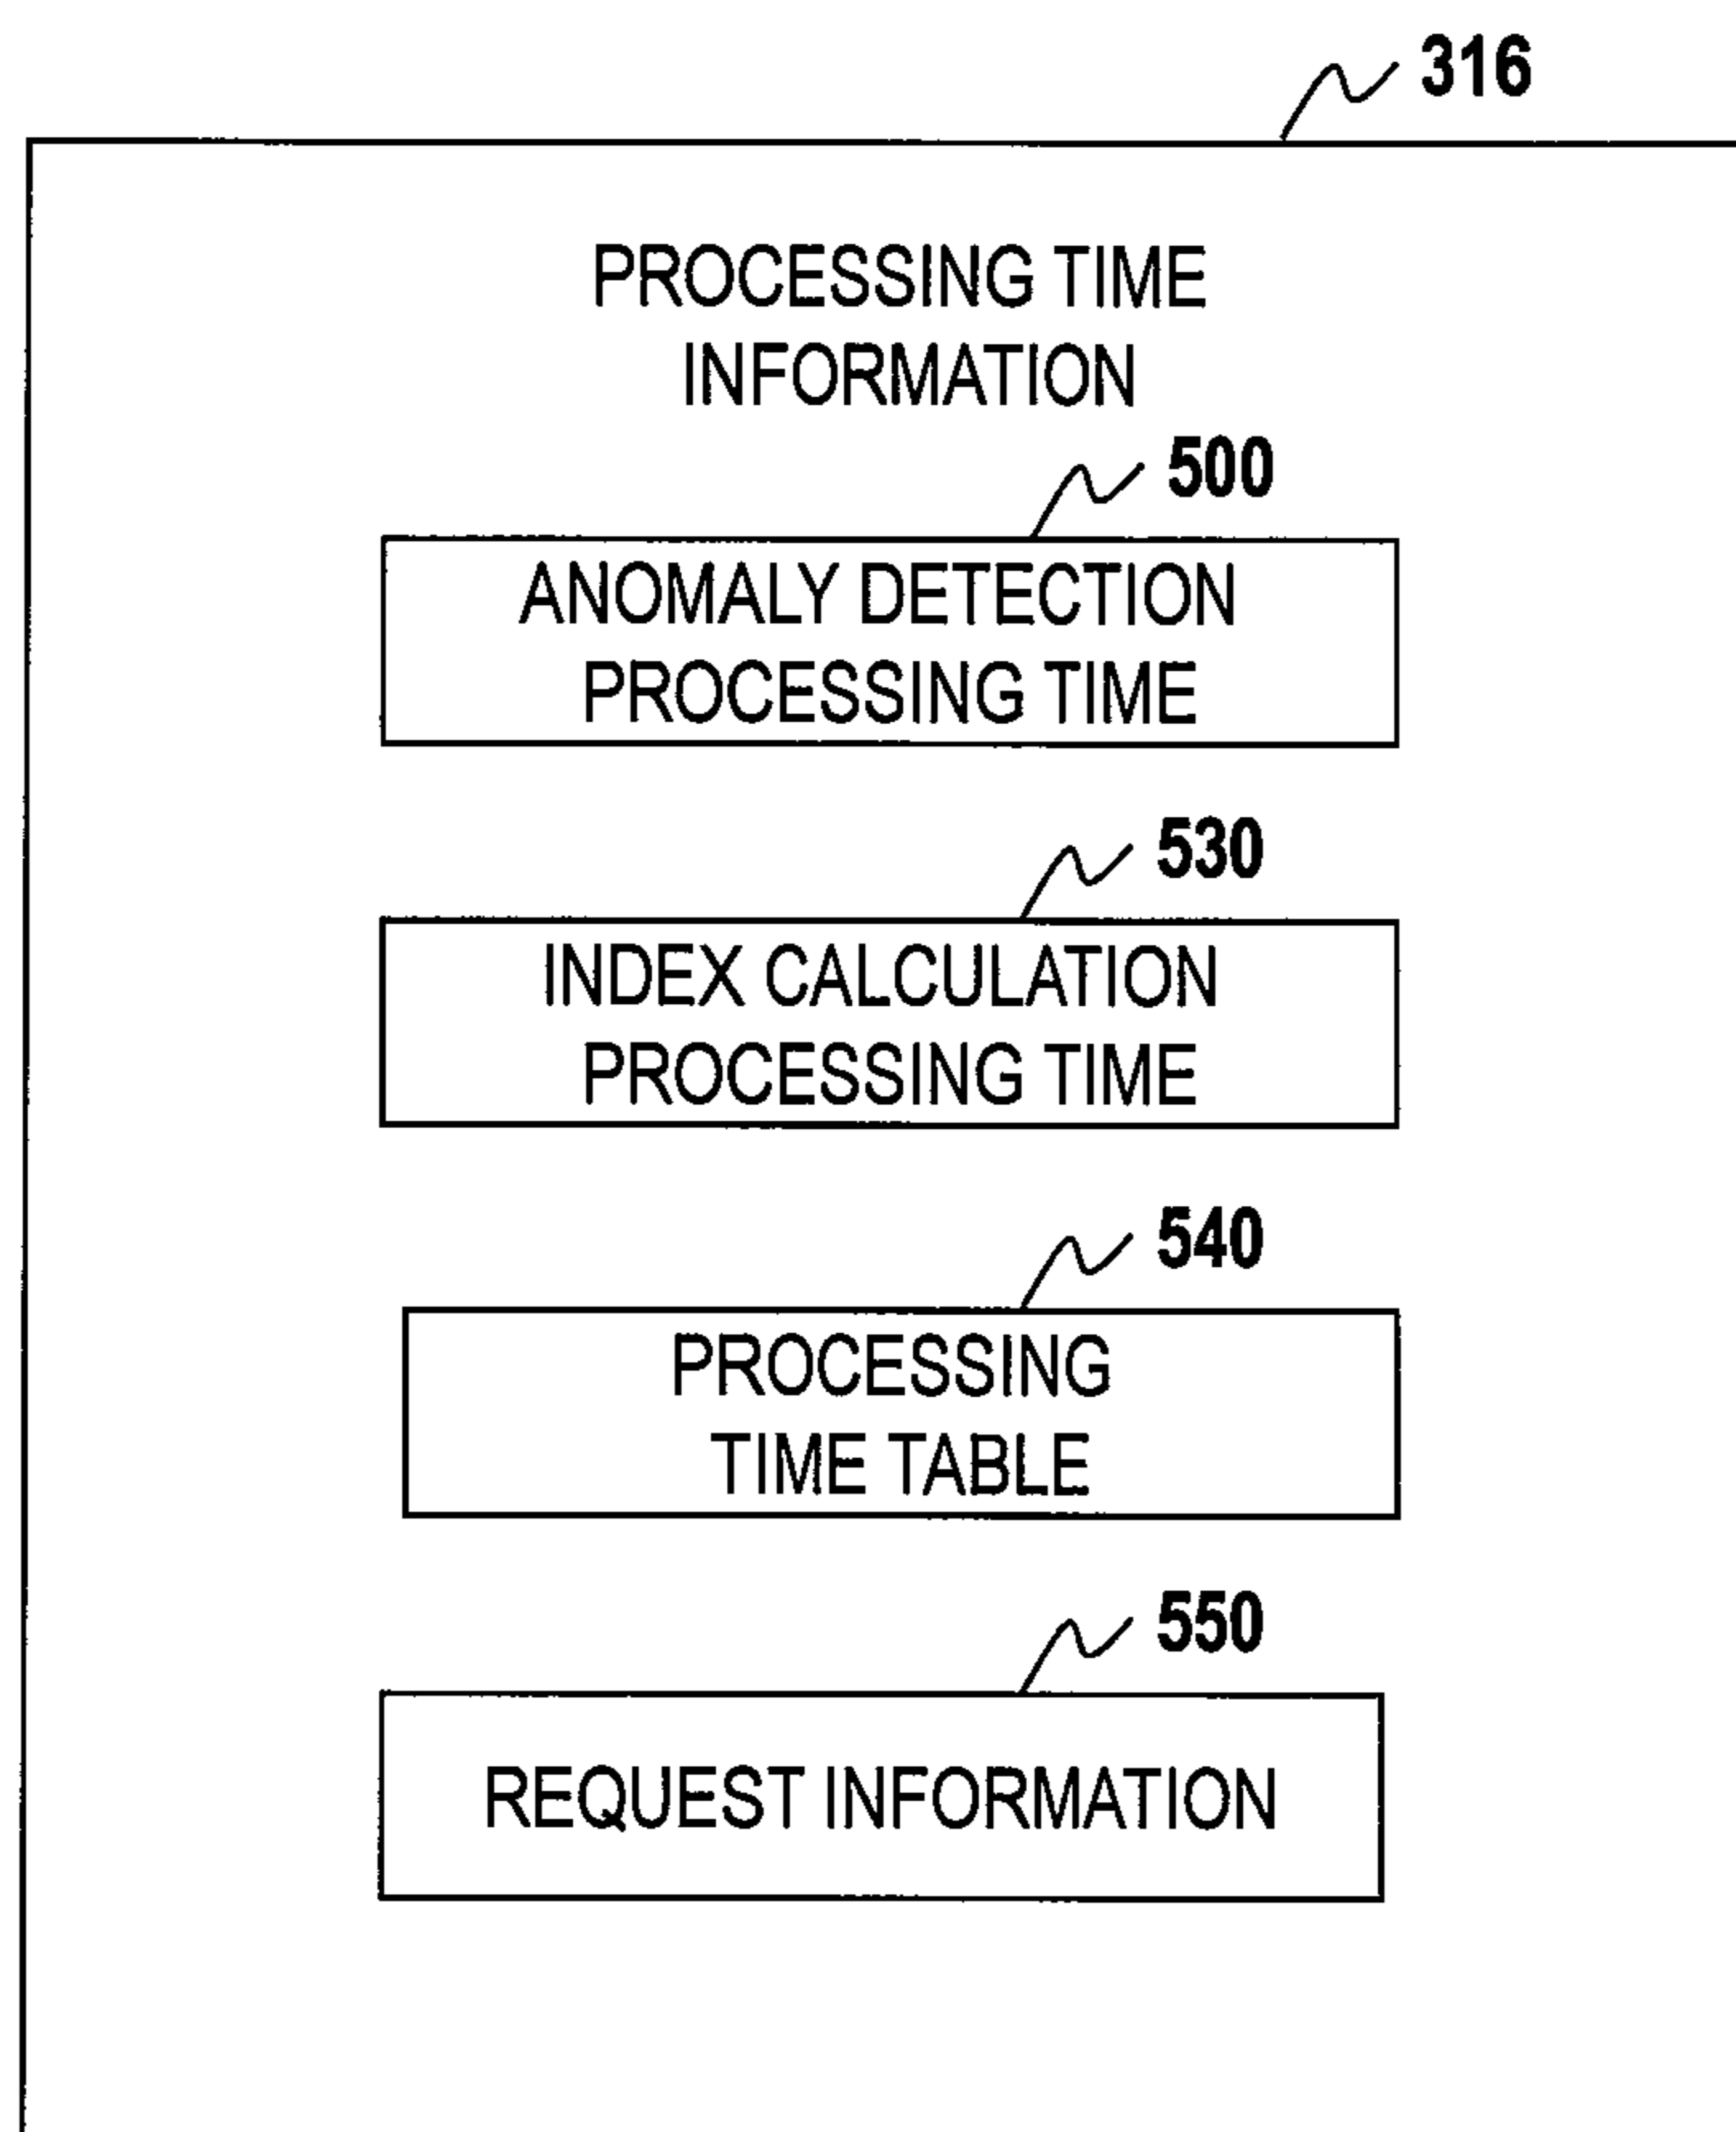 316
PROCESSING TIME
INFORMATION
500
ANOMALY DETECTION
PROCESSING TIME
530
INDEX CALCULATION
PROCESSING TIME
540
PROCESSING
TIME TABLE
550
REQUEST INFORMATION